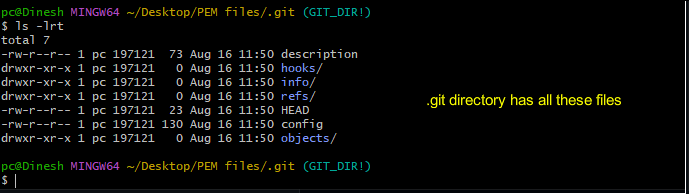 pc@Dinesh MINGW64 ~/Desktop/PEM files/.git (GIT_DIR!)
$ ls -lrt
total 7
-rw-r--r-- 1 pc 197121  73 Aug 16 11:50 description
drwxr-xr-x 1 pc 197121   0 Aug 16 11:50 hooks/
drwxr-xr-x 1 pc 197121   0 Aug 16 11:50 info/
drwxr-xr-x 1 pc 197121   0 Aug 16 11:50 refs/
-rw-r--r-- 1 pc 197121  23 Aug 16 11:50 HEAD
-rw-r--r-- 1 pc 197121 130 Aug 16 11:50 config
drwxr-xr-x 1 pc 197121   0 Aug 16 11:50 objects/
.git directory has all these files
pc@Dinesh MINGW64 ~/Desktop/PEM files/.git (GIT_DIR!)
$